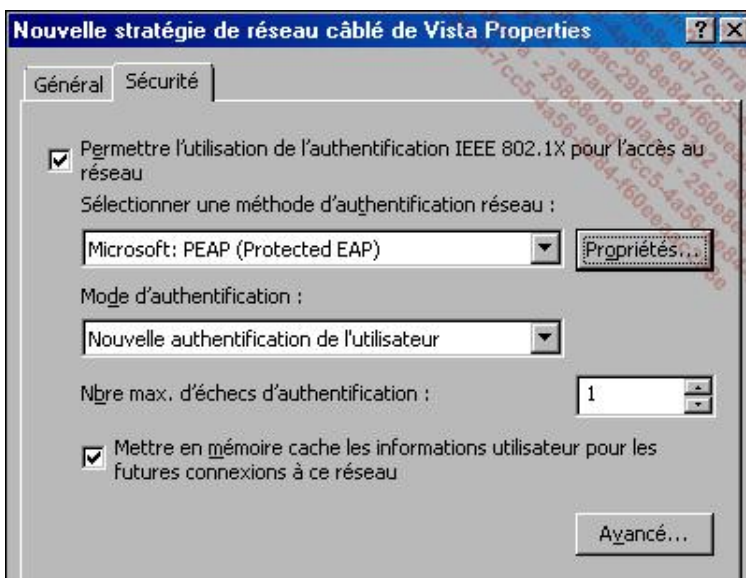 Nouvelle stratégie de réseau câblé de Vista Properties
Général
Sécurité
Permettre l'utilisation de l'authentification IEEE 802.1X pour l'accès au
réseau
Sélectionner une méthode d'authentification réseau :
Microsoft: PEAP (Protected EAP)
Propriétés...
Mode d'authentification :
Nouvelle authentification de l'utilisateur
Nbre max. d'échecs d'authentification :
1
Mettre en mémoire cache les informations utilisateur pour les
futures connexions à ce réseau
Avancé...